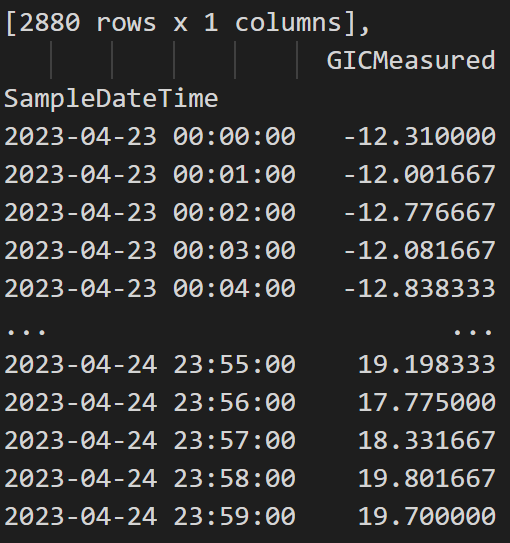 [2880 rows x 1 columns],
GICMeasured
SampleDateTime
2023-04-23 00:00:00 -12.310000
2023-04-23 00:01:00 -12.001667
2023-04-23 00:02:00 -12.776667
2023-04-23 00:03:00 -12.081667
2023-04-23 00:04:00 -12.838333
... ...
2023-04-24 23:55:00 19.198333
2023-04-24 23:56:00 17.775000
2023-04-24 23:57:00 18.331667
2023-04-24 23:58:00 19.801667
2023-04-24 23:59:00 19.700000